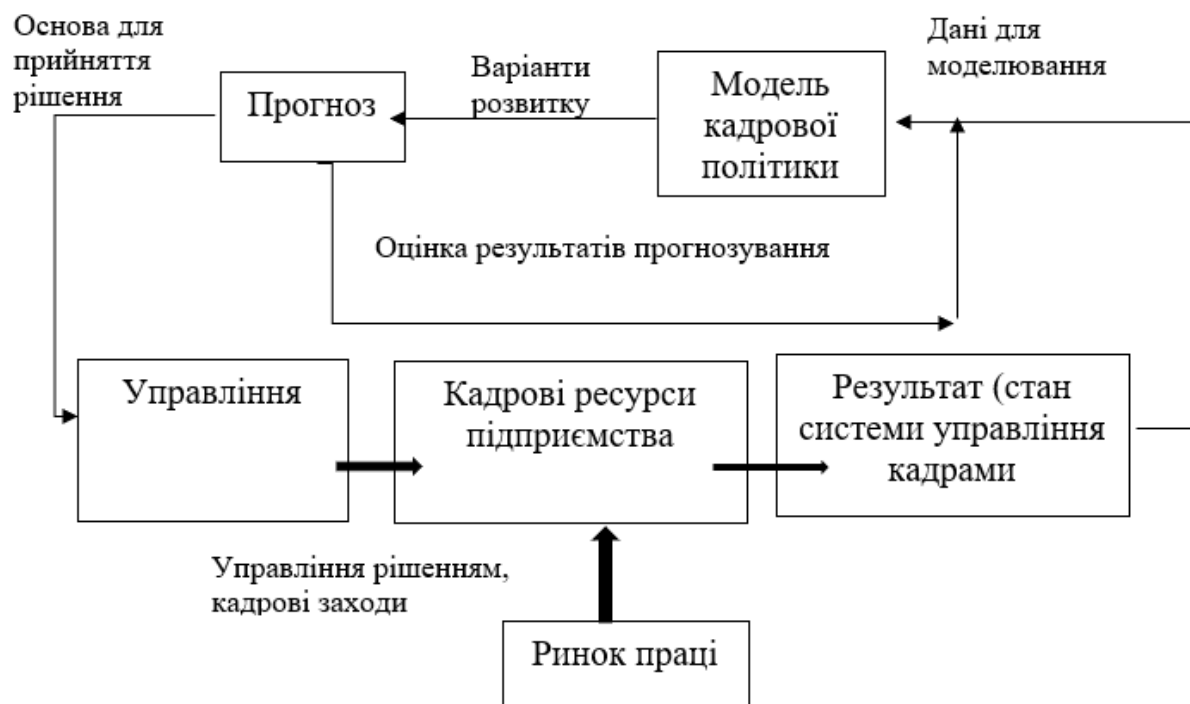 Основа для
прийняття
рішення
Прогноз
Варіанти
розвитку
Модель
кадрової
політики
Дані для
моделювання
Оцінка результатів прогнозування
Управління
Кадрові ресурси
підприємства
Результат (стан
системи управління
кадрами
Управління рішенням,
кадрові заходи
Ринок праці